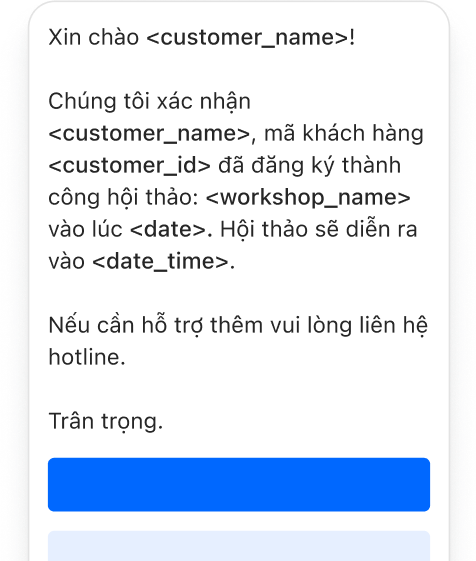 Xin chào <customer_name>!
Chúng tôi xác nhận
<customer_name>, mã khách hàng
<customer_id> đã đăng ký thành
công hội thảo: <workshop_name>
vào lúc <date>. Hội thảo sẽ diễn ra
vào <date_time>.
Nếu cần hỗ trợ thêm vui lòng liên hệ
hotline.
Trân trọng.